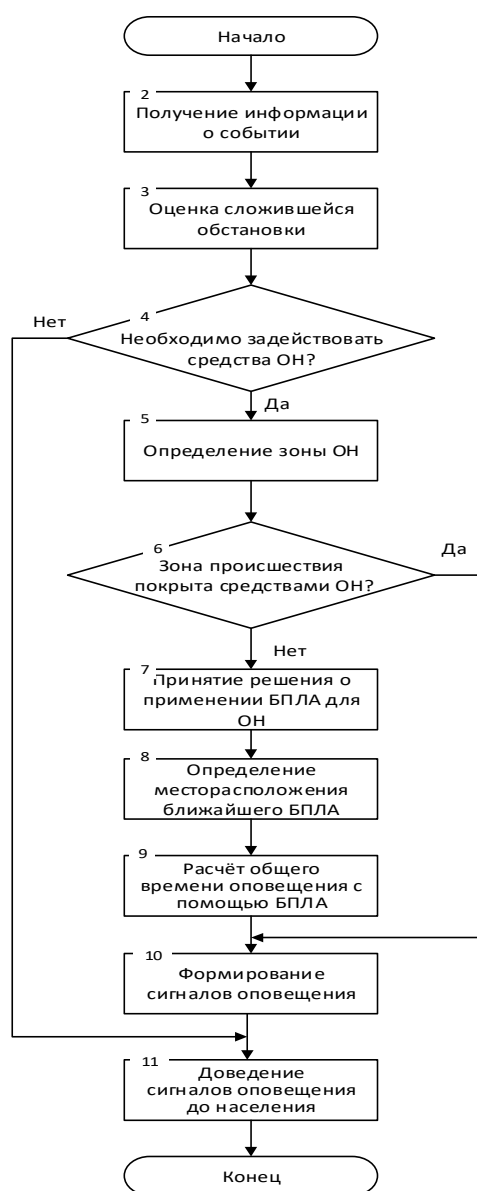 Начало
2
Получение информации
о событии
3
Оценка сложившейся
обстановки
4
Нет
Необходимо задействовать
средства ОН?
Да
5
Определение зоны ОН
6
Да
Зона происшествия
покрыта средствами ОН?
Нет
7
Принятие решения о
применении БПЛА для
ОН
8
Определение
месторасположения
ближайшего БПЛА
9
Расчёт общего
времени оповещения с
помощью БПЛА
10
Формирование
сигналов оповещения
11
Доведение
сигналов оповещения
до населения
Конец